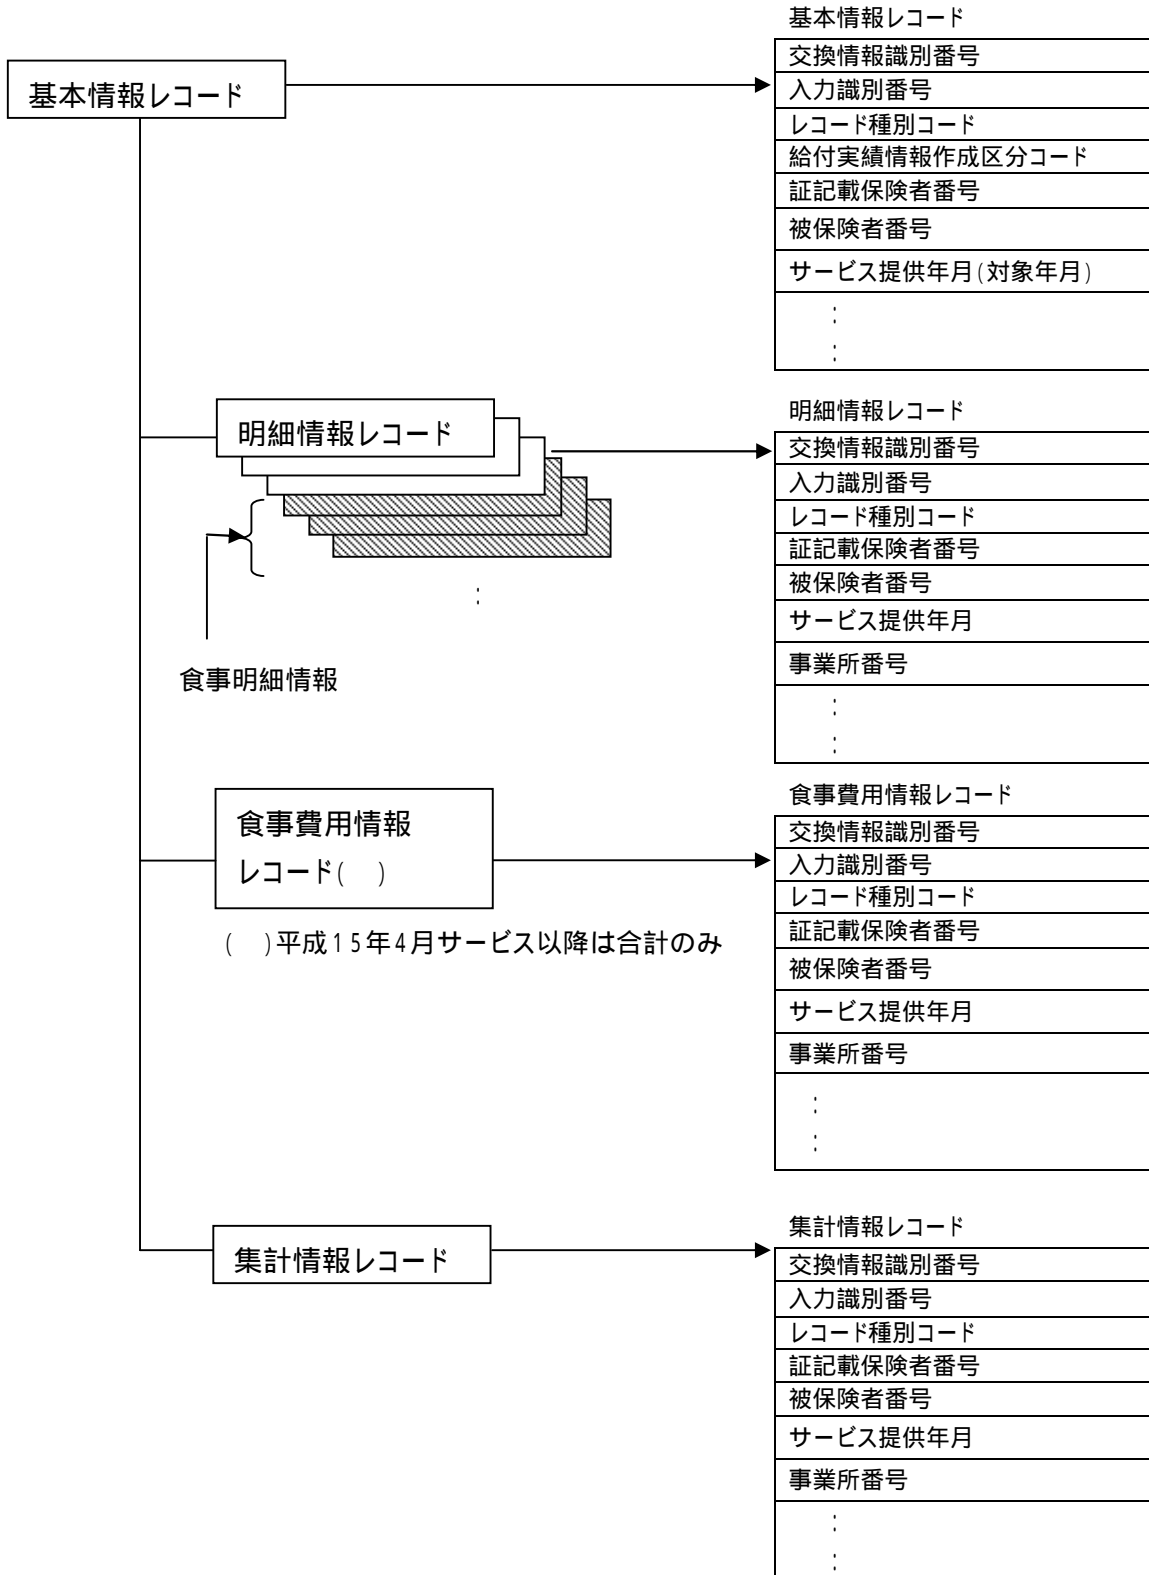 基本情報レコード
基本情報レコード
交換情報識別番号
入力識別番号
レコード種別コード
給付実績情報作成区分コード
証記載保険者番号
被保険者番号
サービス提供年月(対象年月)
:
:
明細情報レコード
食事明細情報
:
明細情報レコード
交換情報識別番号
入力識別番号
レコード種別コード
証記載保険者番号
被保険者番号
サービス提供年月
事業所番号
:
:
食事費用情報
レコード(　)
(　)平成15年4月サービス以降は合計のみ
食事費用情報レコード
交換情報識別番号
入力識別番号
レコード種別コード
証記載保険者番号
被保険者番号
サービス提供年月
事業所番号
:
:
集計情報レコード
集計情報レコード
交換情報識別番号
入力識別番号
レコード種別コード
証記載保険者番号
被保険者番号
サービス提供年月
事業所番号
:
: